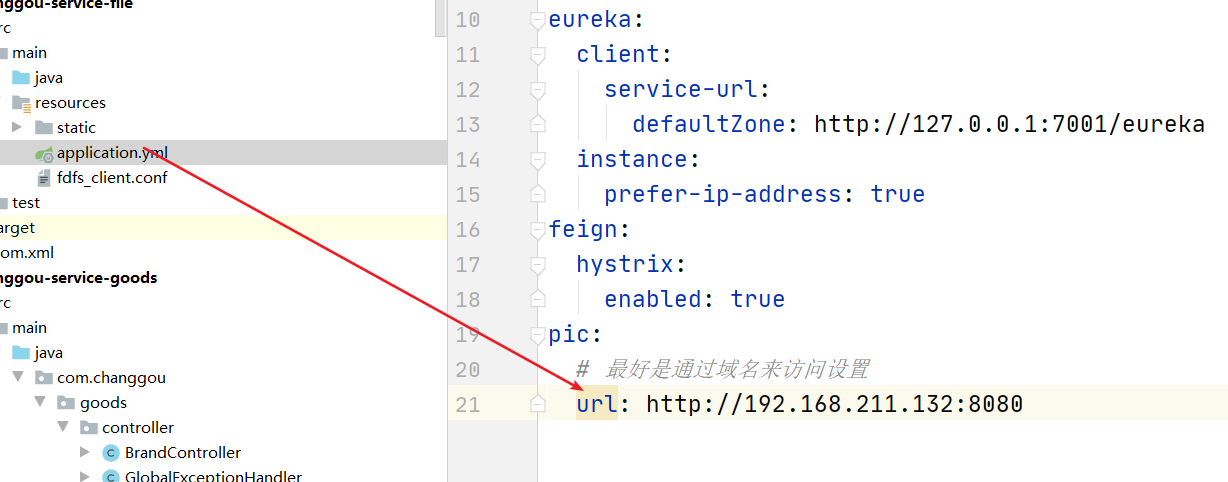 nggou-service-file
rc
main
java
resources
static
application.yml
fdfs_client.conf
test
arget
om.xml
nggou-service-goods
rc
main
java
com.changgou
goods
controller
BrandController
GlobalExceptionHandler
10 eureka:
11 client:
12 service-url:
13 defaultZone: http://127.0.0.1:7001/eureka
14 instance:
15 prefer-ip-address: true
16 feign:
17 hystrix:
18 enabled: true
19 pic:
20 # 最好是通过域名来访问设置
21 url: http://192.168.211.132:8080